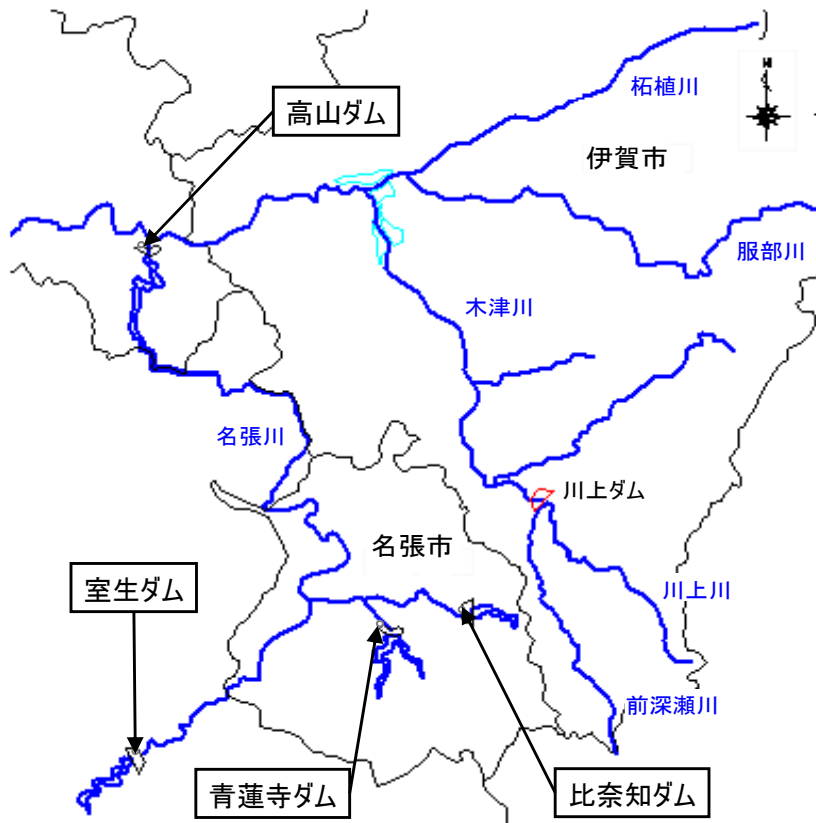 柘植川
高山ダム
伊賀市
服部川
木津川
名張川
川上ダム
名張市
室生ダム
川上川
前深瀬川
青蓮寺ダム
比奈知ダム